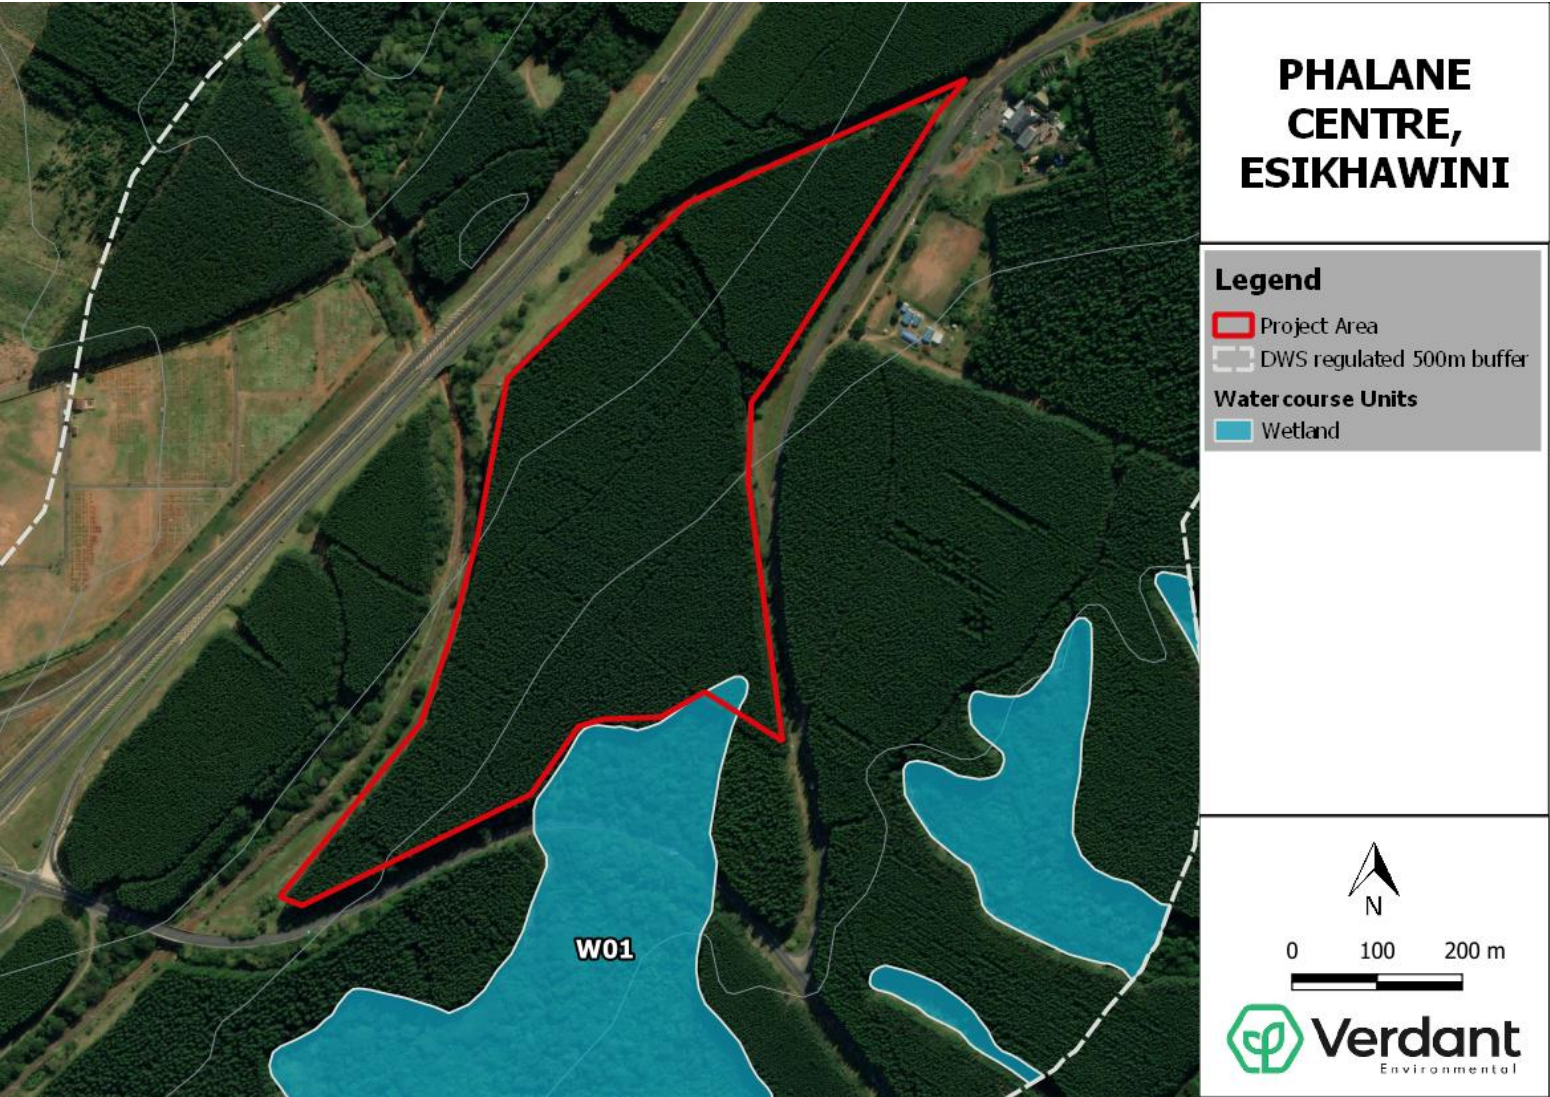 PHALANE
CENTRE,
ESIKHAWINI
Legend
Project Area
DWS regulated 500m buffer
Watercourse Units
Wetland
W01
N
0 100 200 m
Verdant
Environmental